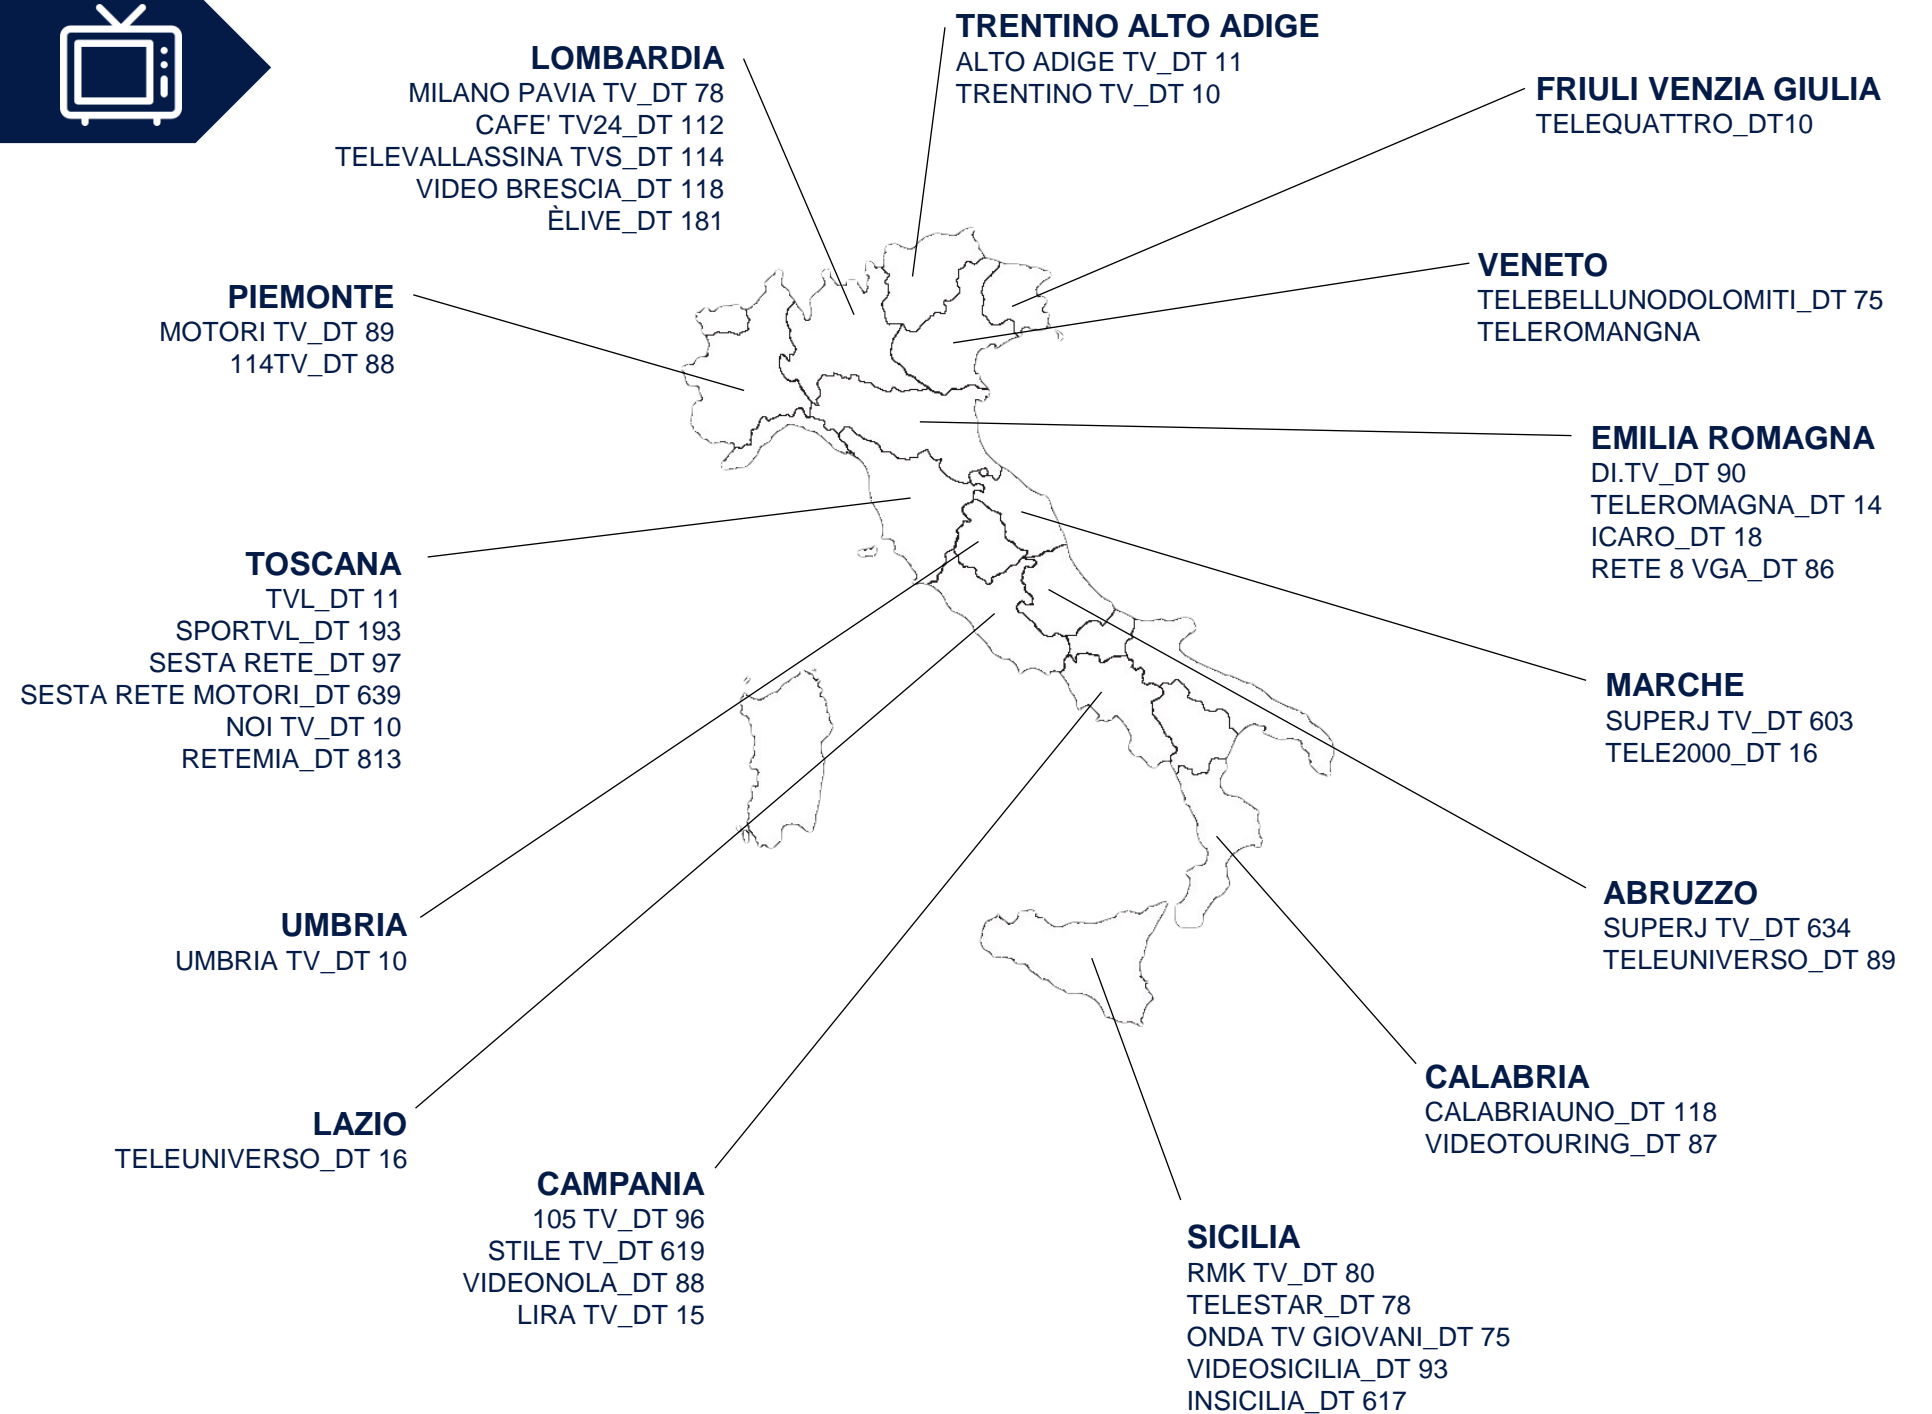 LOMBARDIA
MILANO PAVIA TV_DT 78
CAFE' TV24_DT 112
TELEVALLASSINA TVS_DT 114
VIDEO BRESCIA_DT 118
ÈLIVE_DT 181
TRENTINO ALTO ADIGE
ALTO ADIGE TV_DT 11
TRENTINO TV_DT 10
FRIULI VENZIA GIULIA
TELEQUATTRO_DT10
VENETO
TELEBELLUNODOLOMITI_DT 75
TELEROMANGNA
PIEMONTE
MOTORI TV_DT 89
114TV_DT 88
EMILIA ROMAGNA
DI.TV_DT 90
TELEROMAGNA_DT 14
ICARO_DT 18
RETE 8 VGA_DT 86
TOSCANA
TVL_DT 11
SPORTVL_DT 193
SESTA RETE_DT 97
SESTA RETE MOTORI_DT 639
NOI TV_DT 10
RETEMIA_DT 813
MARCHE
SUPERJ TV_DT 603
TELE2000_DT 16
UMBRIA
UMBRIA TV_DT 10
ABRUZZO
SUPERJ TV_DT 634
TELEUNIVERSO_DT 89
LAZIO
TELEUNIVERSO_DT 16
CALABRIA
CALABRIAUNO_DT 118
VIDEOTOURING_DT 87
CAMPANIA
105 TV_DT 96
STILE TV_DT 619
VIDEONOLA_DT 88
LIRA TV_DT 15
SICILIA
RMK TV_DT 80
TELESTAR_DT 78
ONDA TV GIOVANI_DT 75
VIDEOSICILIA_DT 93
INSICILIA_DT 617